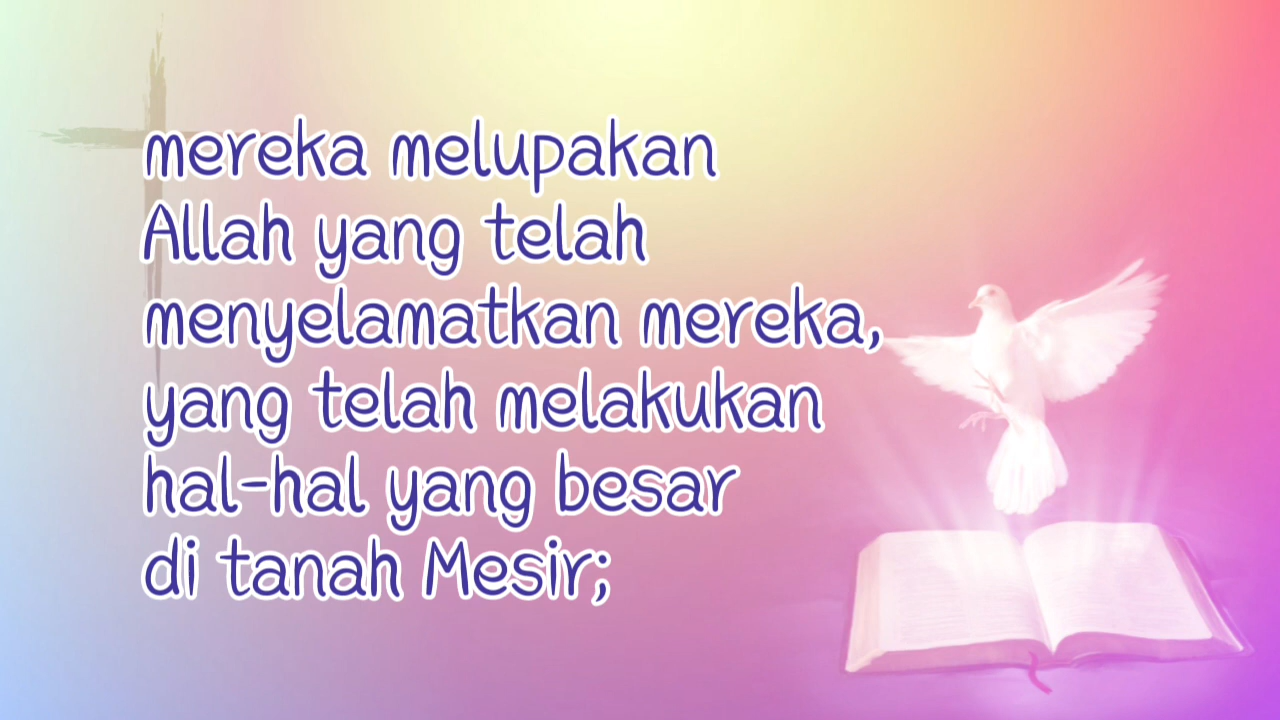 mereka melupakan
Allah yang telah
menyelamatkan mereka,
yang telah melakukan
hal-hal yang besar
di tanah Mesir;